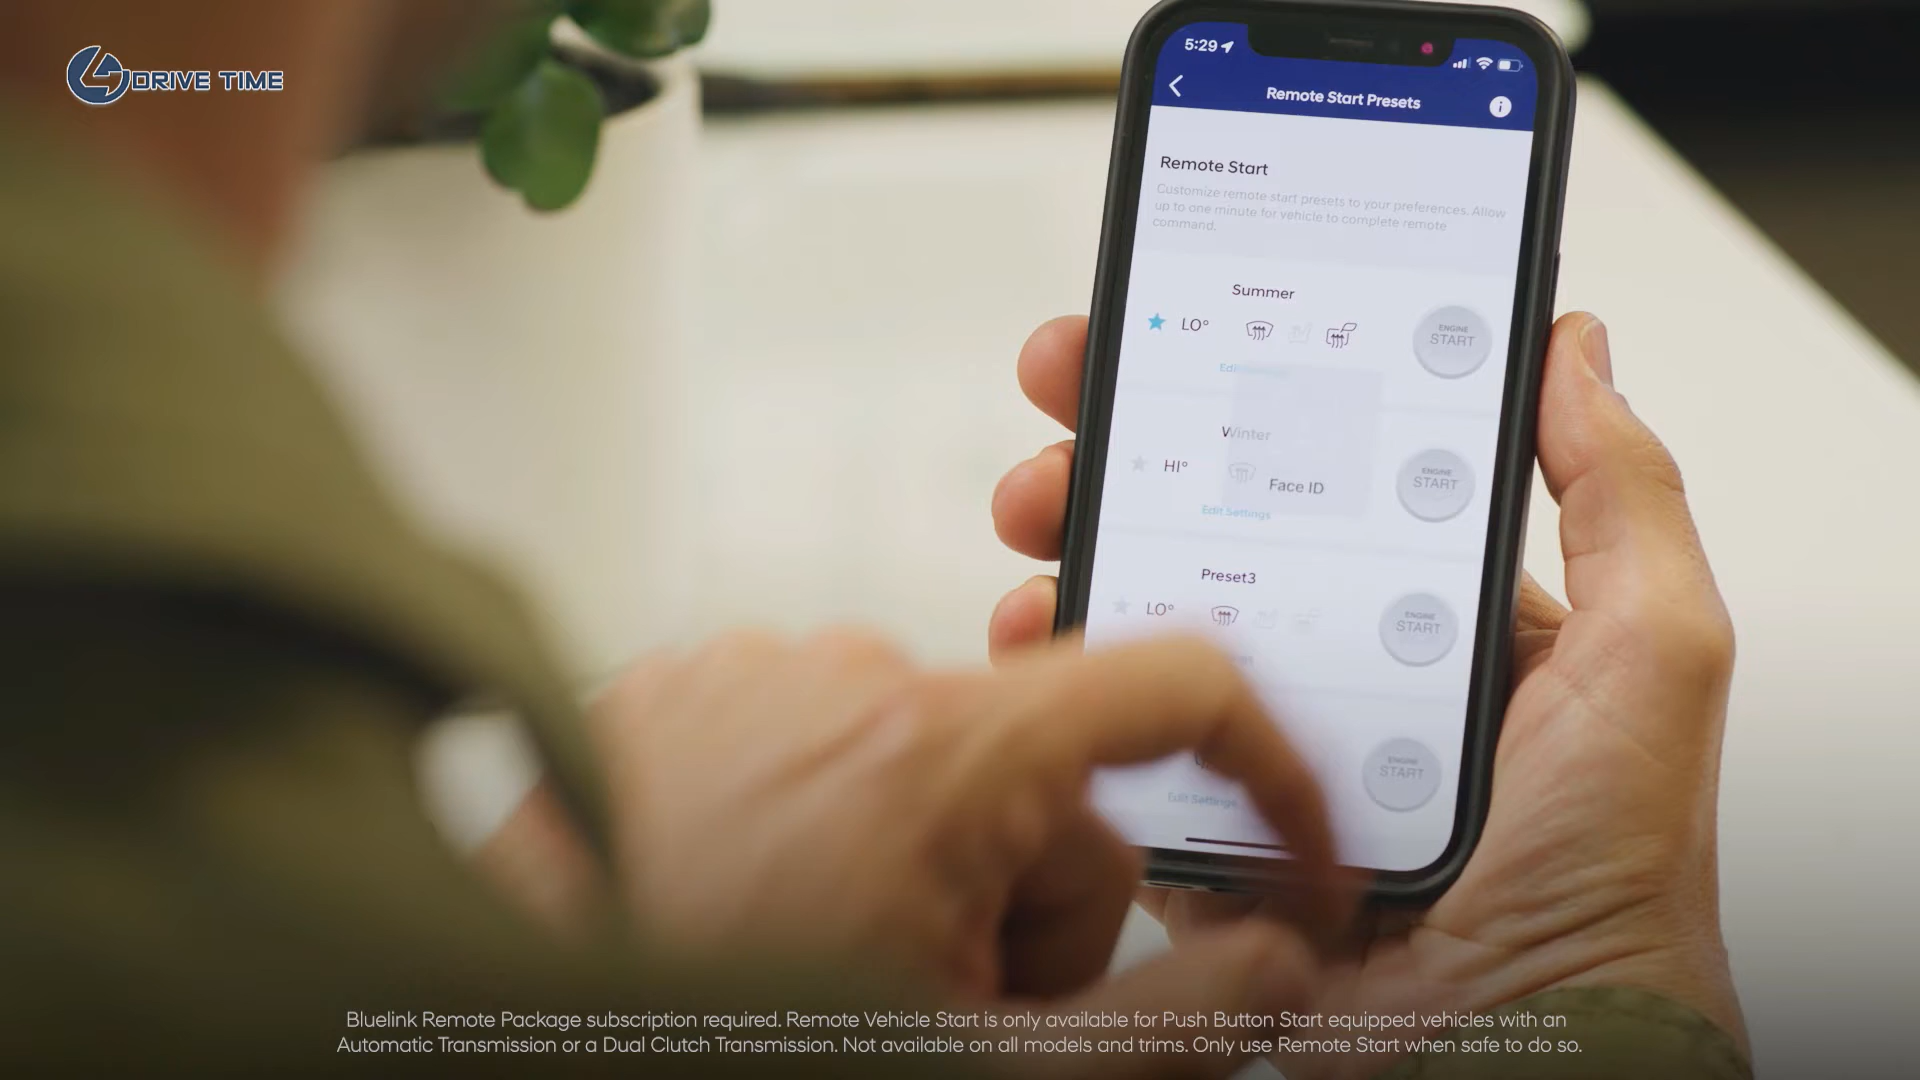 DRIVE TIME
5:29
Remote Start Presets
Remote Start
Customize remote start presets to your preferences. Allow
up to one minute for vehicle to complete remote
command.
Summer
LO°
ENGINE
START
Winter
HI°
Face ID
ENGINE
START
Edit Settings
Preset3
LO°
ENGINE
START
ENGINE
START
Edit Settings
Bluelink Remote Package subscription required. Remote Vehicle Start is only available for Push Button Start equipped vehicles with an
Automatic Transmission or a Dual Clutch Transmission. Not available on all models and trims. Only use Remote Start when safe to do so.